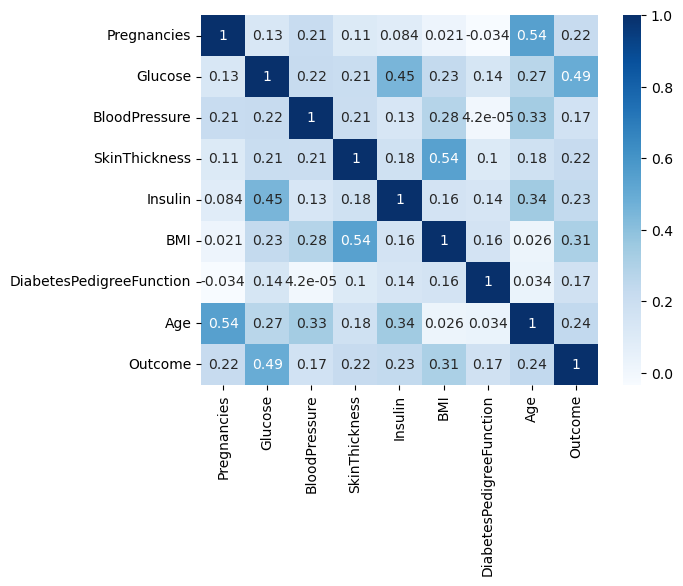 Pregnancies 1 0.13 0.21 0.11 0.084 0.021 -0.034 0.54 0.22
Glucose 0.13 1 0.22 0.21 0.45 0.23 0.14 0.27 0.49
BloodPressure 0.21 0.22 1 0.21 0.13 0.28 4.2e-05 0.33 0.17
SkinThickness 0.11 0.21 0.21 1 0.18 0.54 0.1 0.18 0.22
Insulin 0.084 0.45 0.13 0.18 1 0.16 0.14 0.34 0.23
BMI 0.021 0.23 0.28 0.54 0.16 1 0.16 0.026 0.31
DiabetesPedigreeFunction -0.034 0.14 4.2e-05 0.1 0.14 0.16 1 0.034 0.17
Age 0.54 0.27 0.33 0.18 0.34 0.026 0.034 1 0.24
Outcome 0.22 0.49 0.17 0.22 0.23 0.31 0.17 0.24 1
Pregnancies
Glucose
BloodPressure
SkinThickness
Insulin
BMI
DiabetesPedigreeFunction
Age
Outcome
1.0
0.8
0.6
0.4
0.2
0.0